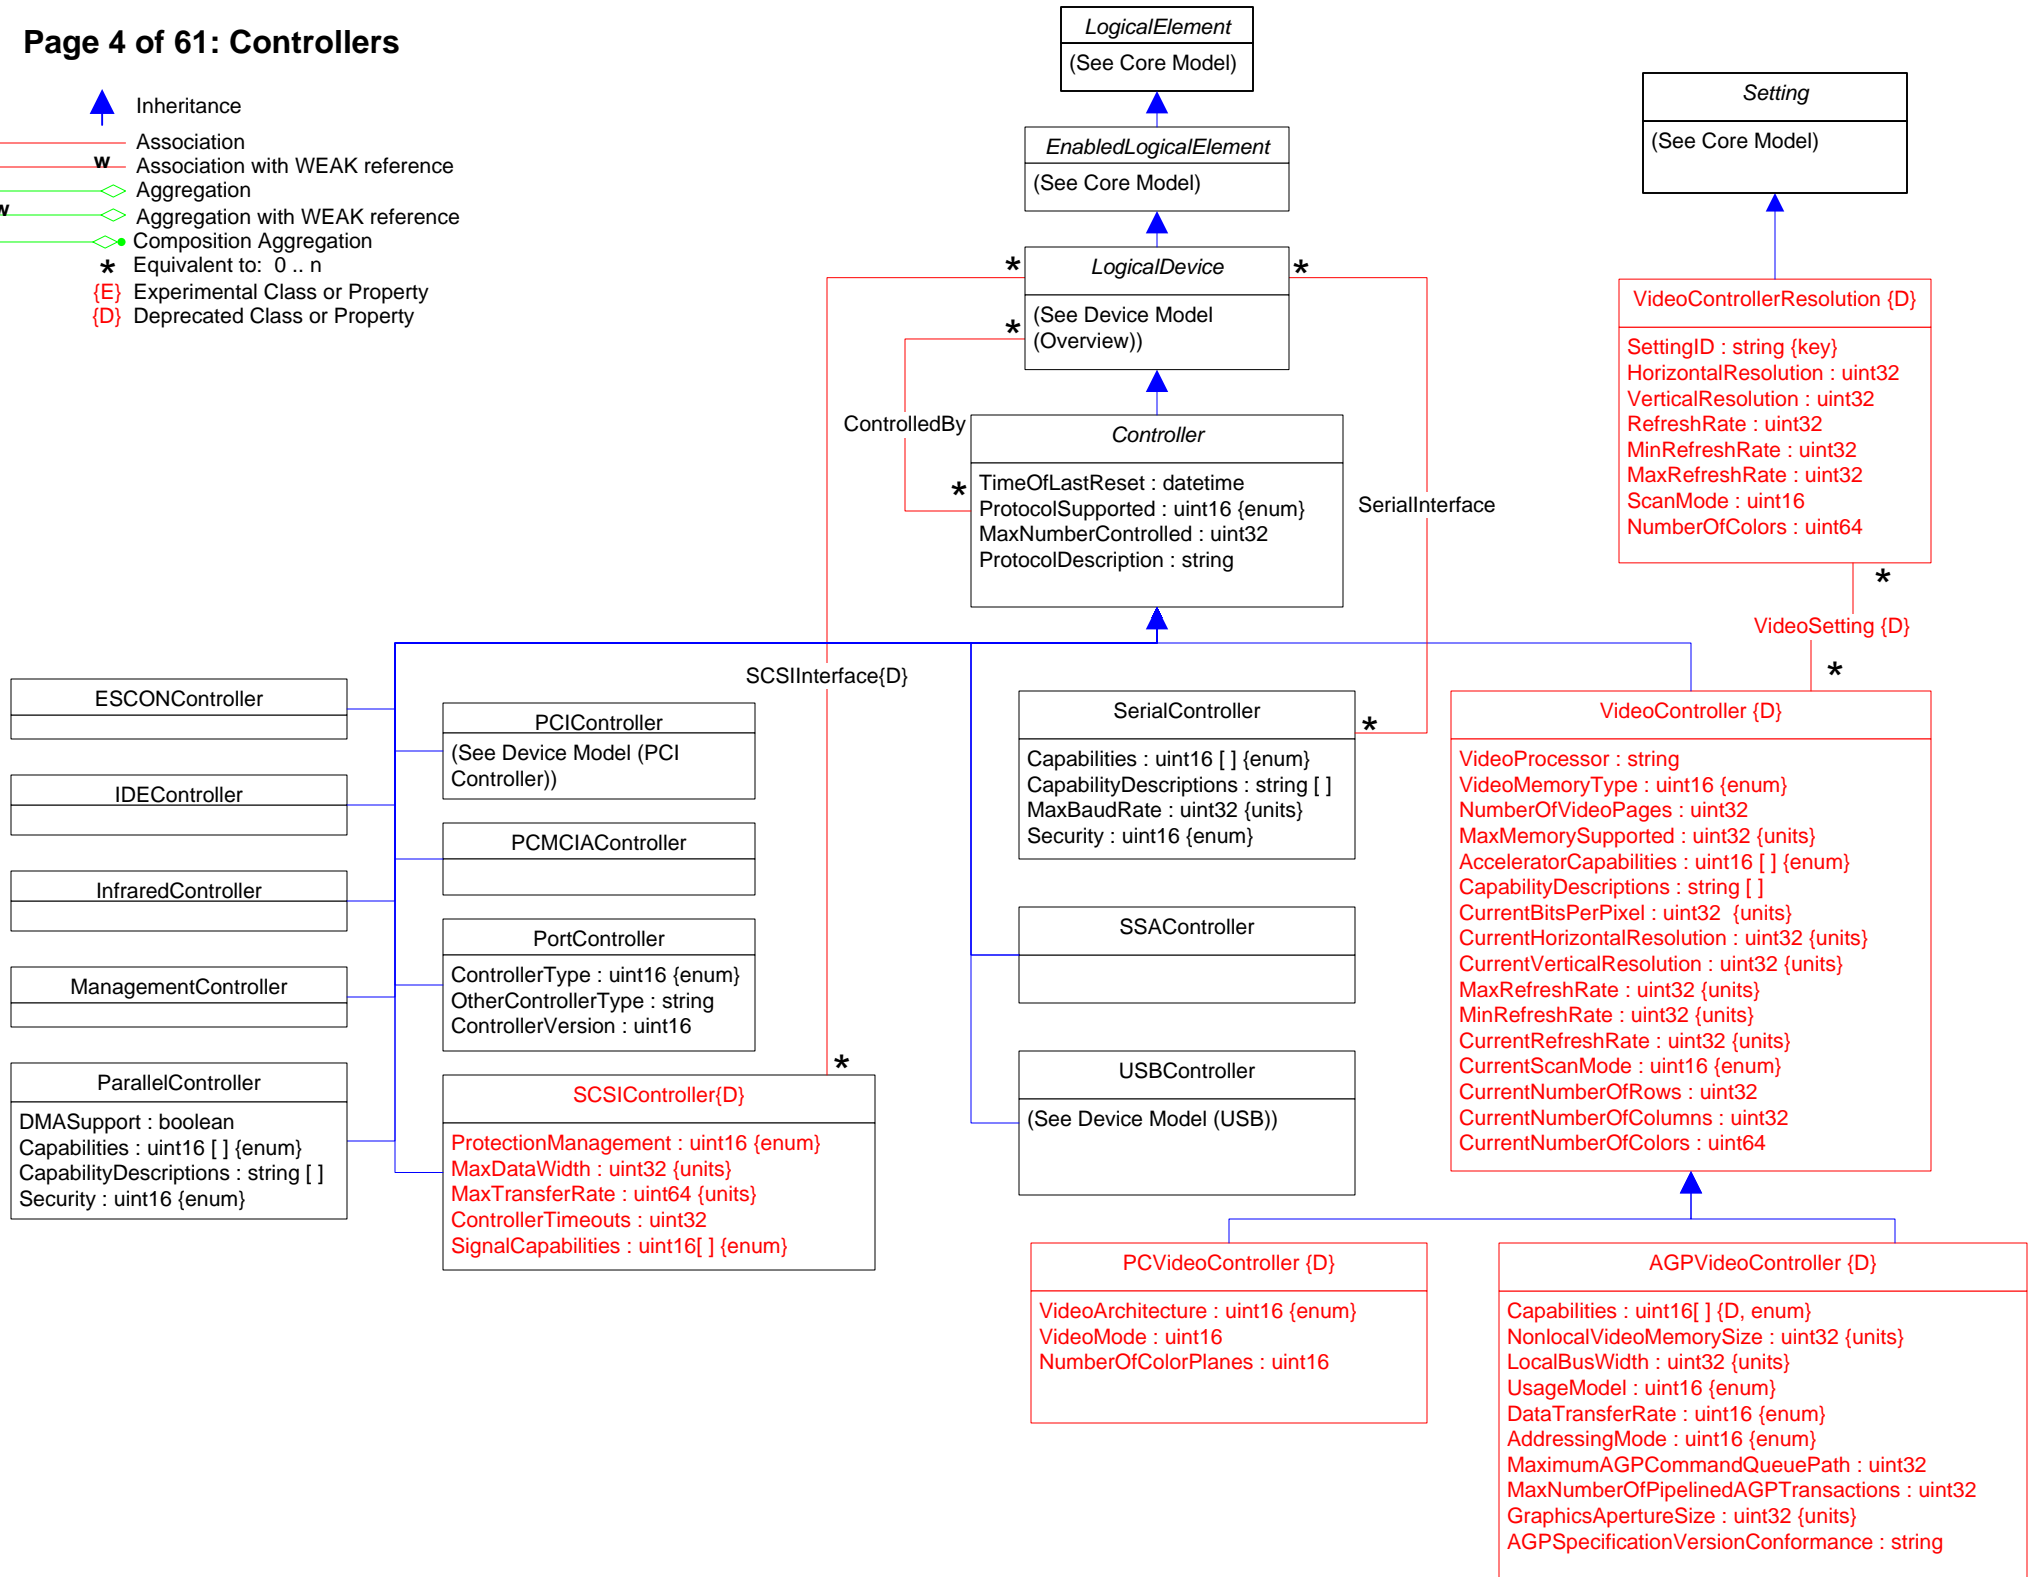 Page 4 of 61: Controllers
Inheritance
Association
w Association with WEAK reference
Aggregation
w Aggregation with WEAK reference
Composition Aggregation
* Equivalent to: 0 .. n
{E} Experimental Class or Property
{D} Deprecated Class or Property
LogicalElement
(See Core Model)
EnabledLogicalElement
(See Core Model)
* LogicalDevice *
(See Device Model
(Overview))
*
ControlledBy
Controller
TimeOfLastReset : datetime
ProtocolSupported : uint16 {enum}
MaxNumberControlled : uint32
ProtocolDescription : string
*
SerialInterface
Setting
(See Core Model)
VideoControllerResolution {D}
SettingID : string {key}
HorizontalResolution : uint32
VerticalResolution : uint32
RefreshRate : uint32
MinRefreshRate : uint32
MaxRefreshRate : uint32
ScanMode : uint16
NumberOfColors : uint64
*
VideoSetting {D}
*
SCSIInterface{D}
ESCONController
IDEController
InfraredController
ManagementController
ParallelController
DMASupport : boolean
Capabilities : uint16 [ ] {enum}
CapabilityDescriptions : string [ ]
Security : uint16 {enum}
PCIController
(See Device Model (PCI
Controller))
PCMCIAController
PortController
ControllerType : uint16 {enum}
OtherControllerType : string
ControllerVersion : uint16
*
SCSIController{D}
ProtectionManagement : uint16 {enum}
MaxDataWidth : uint32 {units}
MaxTransferRate : uint64 {units}
ControllerTimeouts : uint32
SignalCapabilities : uint16[ ] {enum}
SerialController
*
Capabilities : uint16 [ ] {enum}
CapabilityDescriptions : string [ ]
MaxBaudRate : uint32 {units}
Security : uint16 {enum}
SSAController
USBController
(See Device Model (USB))
VideoController {D}
VideoProcessor : string
VideoMemoryType : uint16 {enum}
NumberOfVideoPages : uint32
MaxMemorySupported : uint32 {units}
AcceleratorCapabilities : uint16 [ ] {enum}
CapabilityDescriptions : string [ ]
CurrentBitsPerPixel : uint32 {units}
CurrentHorizontalResolution : uint32 {units}
CurrentVerticalResolution : uint32 {units}
MaxRefreshRate : uint32 {units}
MinRefreshRate : uint32 {units}
CurrentRefreshRate : uint32 {units}
CurrentScanMode : uint16 {enum}
CurrentNumberOfRows : uint32
CurrentNumberOfColumns : uint32
CurrentNumberOfColors : uint64
PCVideoController {D}
VideoArchitecture : uint16 {enum}
VideoMode : uint16
NumberOfColorPlanes : uint16
AGPVideoController {D}
Capabilities : uint16[ ] {D, enum}
NonlocalVideoMemorySize : uint32 {units}
LocalBusWidth : uint32 {units}
UsageModel : uint16 {enum}
DataTransferRate : uint16 {enum}
AddressingMode : uint16 {enum}
MaximumAGPCommandQueuePath : uint32
MaxNumberOfPipelinedAGPTransactions : uint32
GraphicsApertureSize : uint32 {units}
AGPSpecificationVersionConformance : string